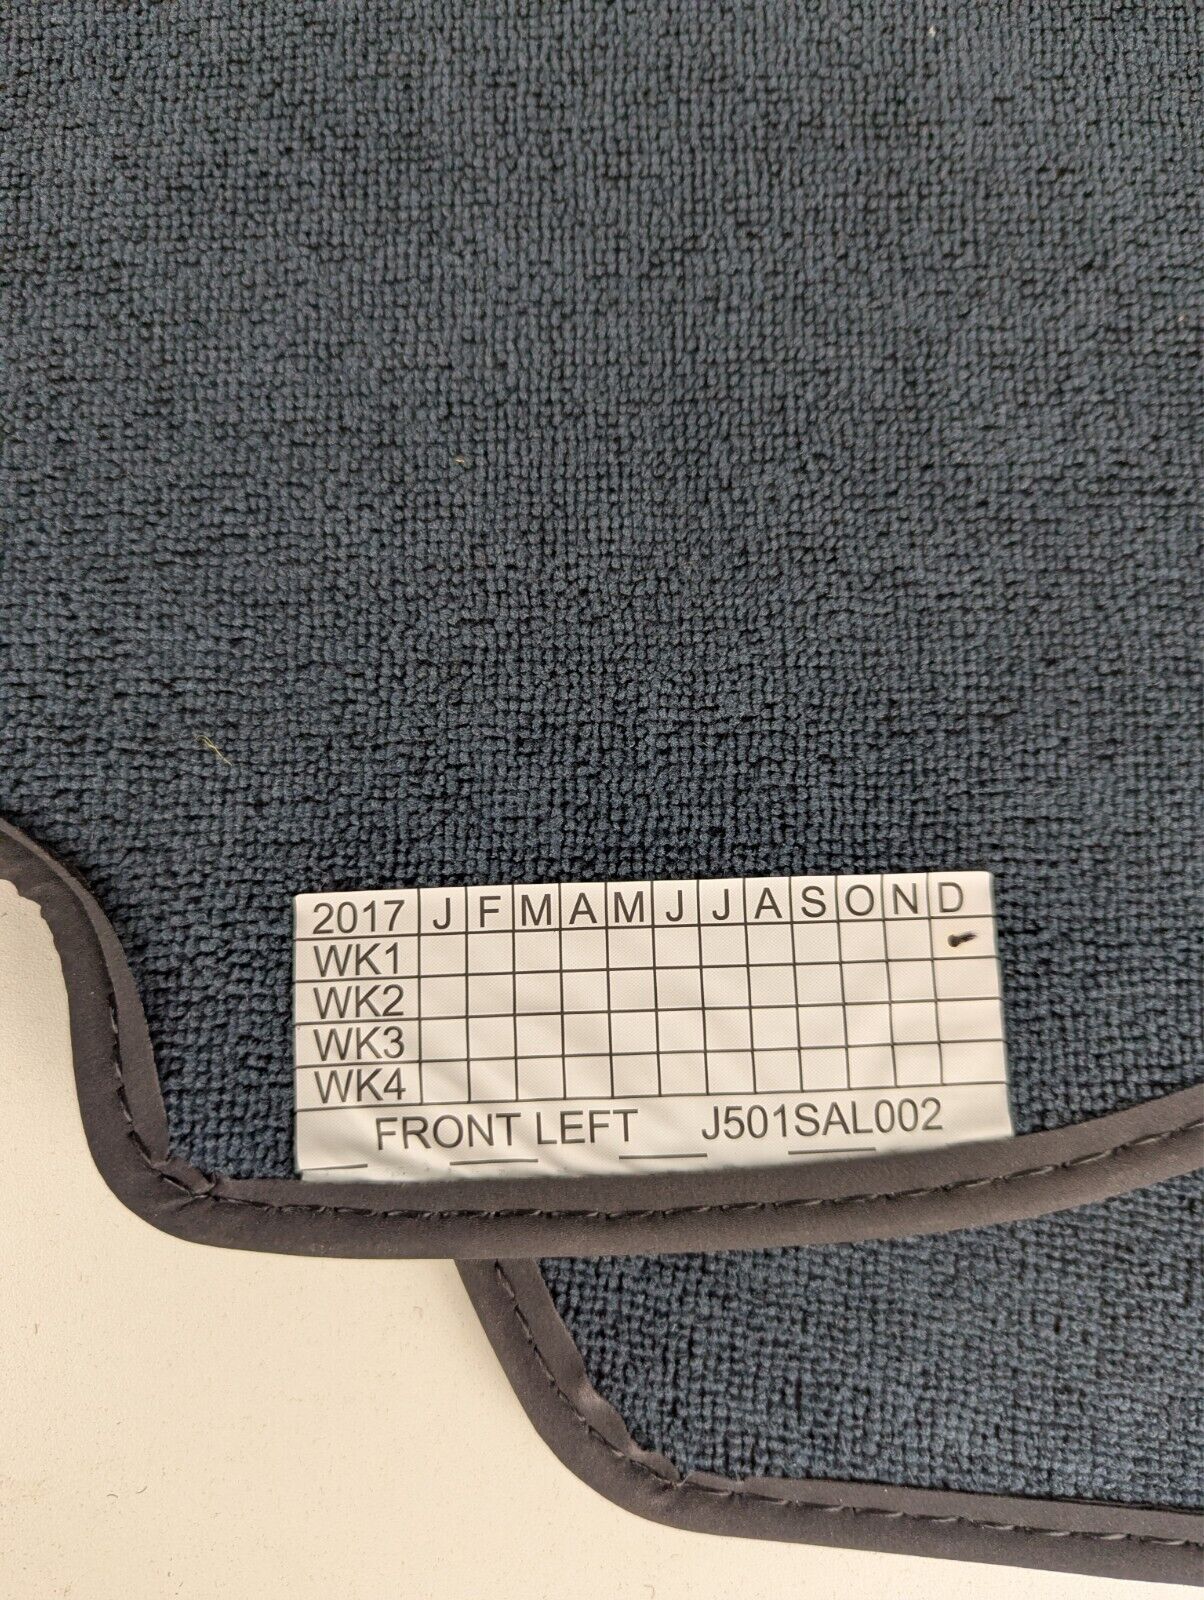 2017 J F M A M J J A S O N D
WK1
WK2
WK3
WK4
FRONT LEFT J501SAL002